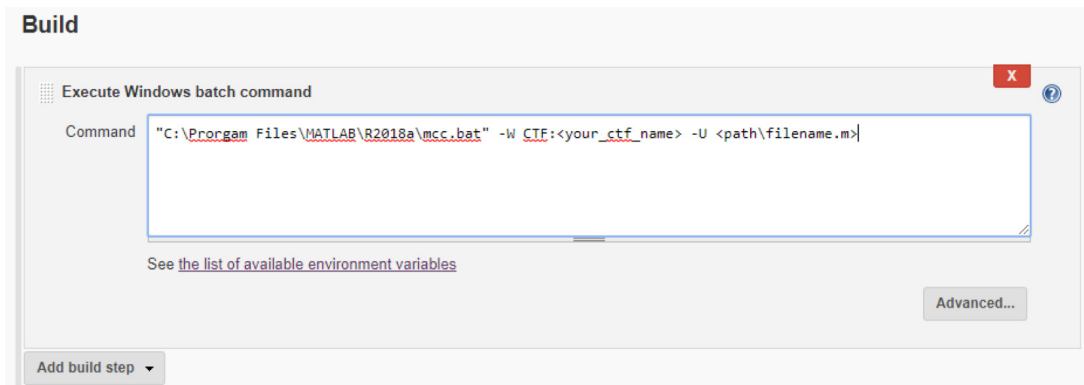 Build
X
Execute Windows batch command
Command "C:\Prorgam Files\MATLAB\R2018a\mcc.bat" -W CTF:<your_ctf_name> -U <path\filename.m>
See the list of available environment variables
Advanced...
Add build step